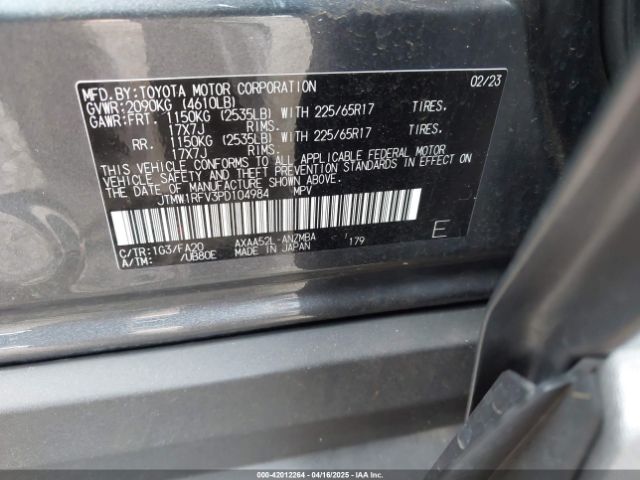 MFD. BY: TOYOTA MOTOR CORPORATION 02/23
GVWR: 2090KG (4610LB)
GAWR: FRT. 1150KG (2535LB) WITH 225/65R17 TIRES.
17X7J RIMS.
RR. 1150KG (2535LB) WITH 225/65R17 TIRES.
17X7J RIMS.
THIS VEHICLE CONFORMS TO ALL APPLICABLE FEDERAL MOTOR
VEHICLE SAFETY AND THEFT PREVENTION STANDARDS IN EFFECT ON
THE DATE OF MANUFACTURE SHOWN ABOVE.
JTMW1RFV3PD104984 MPV
C/TR: 1G3/FA20 AXAA52L-ANZMBA 179 E
A/TM: /UB80E MADE IN JAPAN
000-42012264 | 04/16/2025 | IAAI.CA